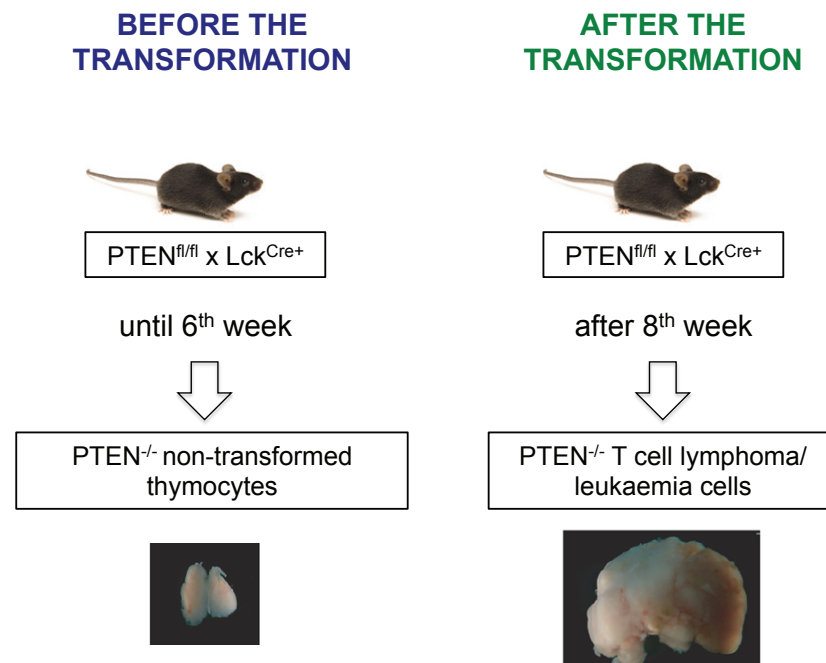 BEFORE THE
TRANSFORMATION
PTENfl/fl x LckCre+
until 6th week
PTEN-/- non-transformed
thymocytes
AFTER THE
TRANSFORMATION
PTENfl/fl x LckCre+
after 8th week
PTEN-/- T cell lymphoma/
leukaemia cells